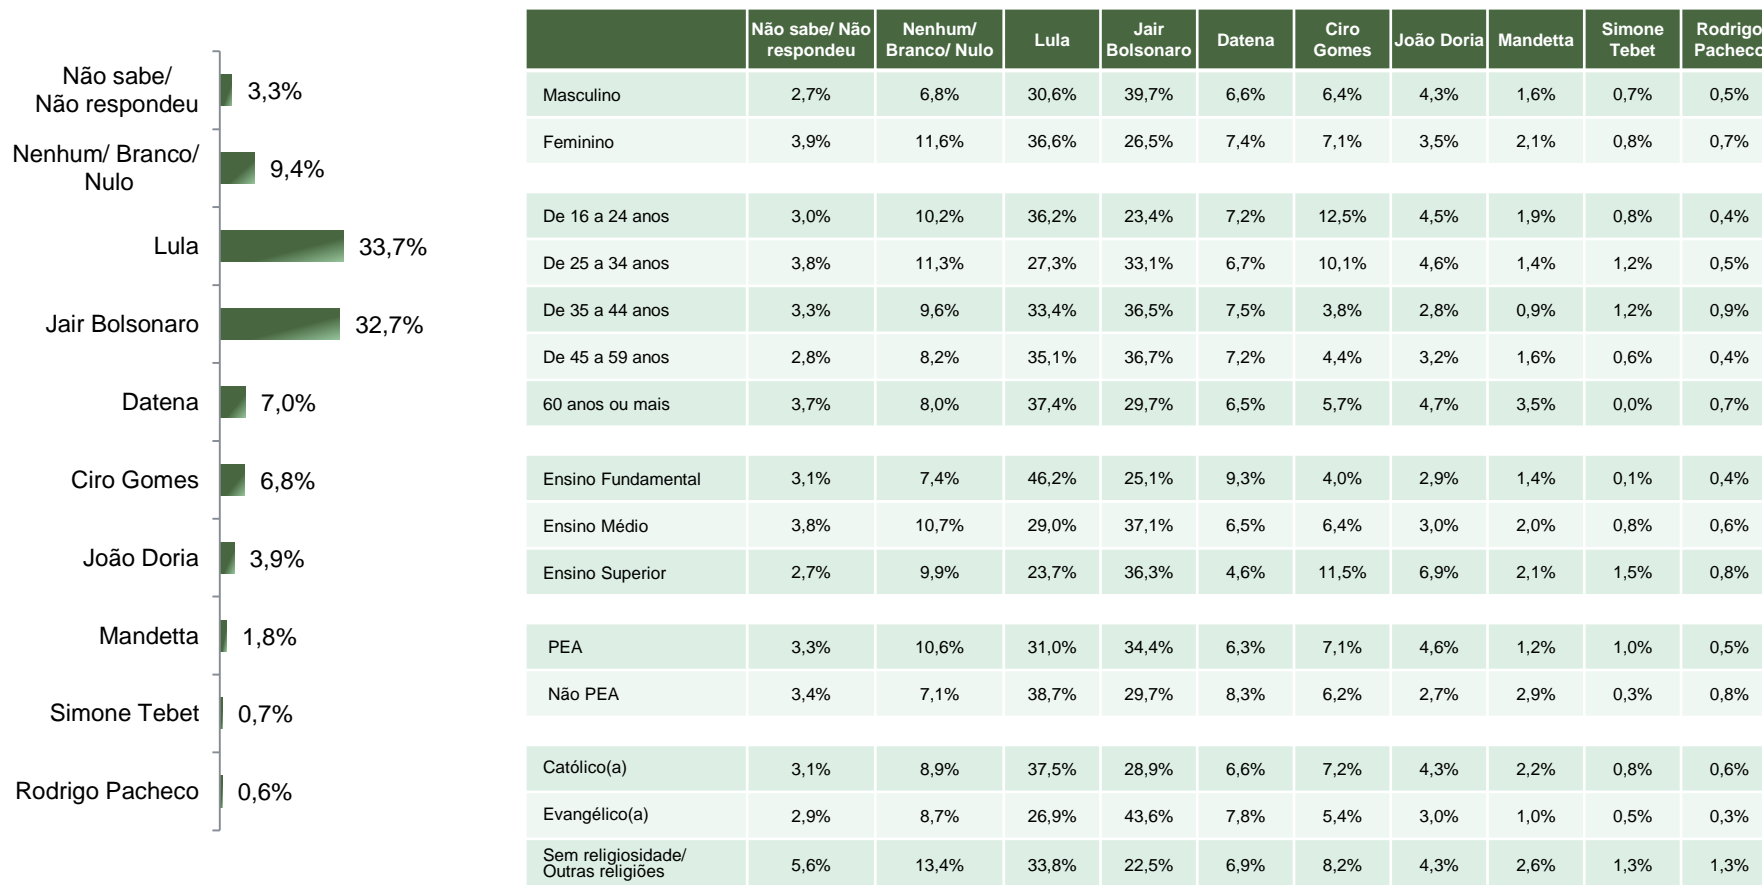 Não sabe/
Não respondeu
3,3%
Nenhum/ Branco/
Nulo
9,4%
Lula
33,7%
Jair Bolsonaro
32,7%
Datena
7,0%
Ciro Gomes
6,8%
João Doria
3,9%
Mandetta
1,8%
Simone Tebet
0,7%
Rodrigo Pacheco
0,6%
Não sabe/ Não respondeu Nenhum/ Branco/ Nulo Lula Jair Bolsonaro Datena Ciro Gomes João Doria Mandetta Simone Tebet Rodrigo Pacheco
Masculino 2,7% 6,8% 30,6% 39,7% 6,6% 6,4% 4,3% 1,6% 0,7% 0,5%
Feminino 3,9% 11,6% 36,6% 26,5% 7,4% 7,1% 3,5% 2,1% 0,8% 0,7%
De 16 a 24 anos 3,0% 10,2% 36,2% 23,4% 7,2% 12,5% 4,5% 1,9% 0,8% 0,4%
De 25 a 34 anos 3,8% 11,3% 27,3% 33,1% 6,7% 10,1% 4,6% 1,4% 1,2% 0,5%
De 35 a 44 anos 3,3% 9,6% 33,4% 36,5% 7,5% 3,8% 2,8% 0,9% 1,2% 0,9%
De 45 a 59 anos 2,8% 8,2% 35,1% 36,7% 7,2% 4,4% 3,2% 1,6% 0,6% 0,4%
60 anos ou mais 3,7% 8,0% 37,4% 29,7% 6,5% 5,7% 4,7% 3,5% 0,0% 0,7%
Ensino Fundamental 3,1% 7,4% 46,2% 25,1% 9,3% 4,0% 2,9% 1,4% 0,1% 0,4%
Ensino Médio 3,8% 10,7% 29,0% 37,1% 6,5% 6,4% 3,0% 2,0% 0,8% 0,6%
Ensino Superior 2,7% 9,9% 23,7% 36,3% 4,6% 11,5% 6,9% 2,1% 1,5% 0,8%
PEA 3,3% 10,6% 31,0% 34,4% 6,3% 7,1% 4,6% 1,2% 1,0% 0,5%
Não PEA 3,4% 7,1% 38,7% 29,7% 8,3% 6,2% 2,7% 2,9% 0,3% 0,8%
Católico(a) 3,1% 8,9% 37,5% 28,9% 6,6% 7,2% 4,3% 2,2% 0,8% 0,6%
Evangélico(a) 2,9% 8,7% 26,9% 43,6% 7,8% 5,4% 3,0% 1,0% 0,5% 0,3%
Sem religiosidade/
Outras religiões 5,6% 13,4% 33,8% 22,5% 6,9% 8,2% 4,3% 2,6% 1,3% 1,3%